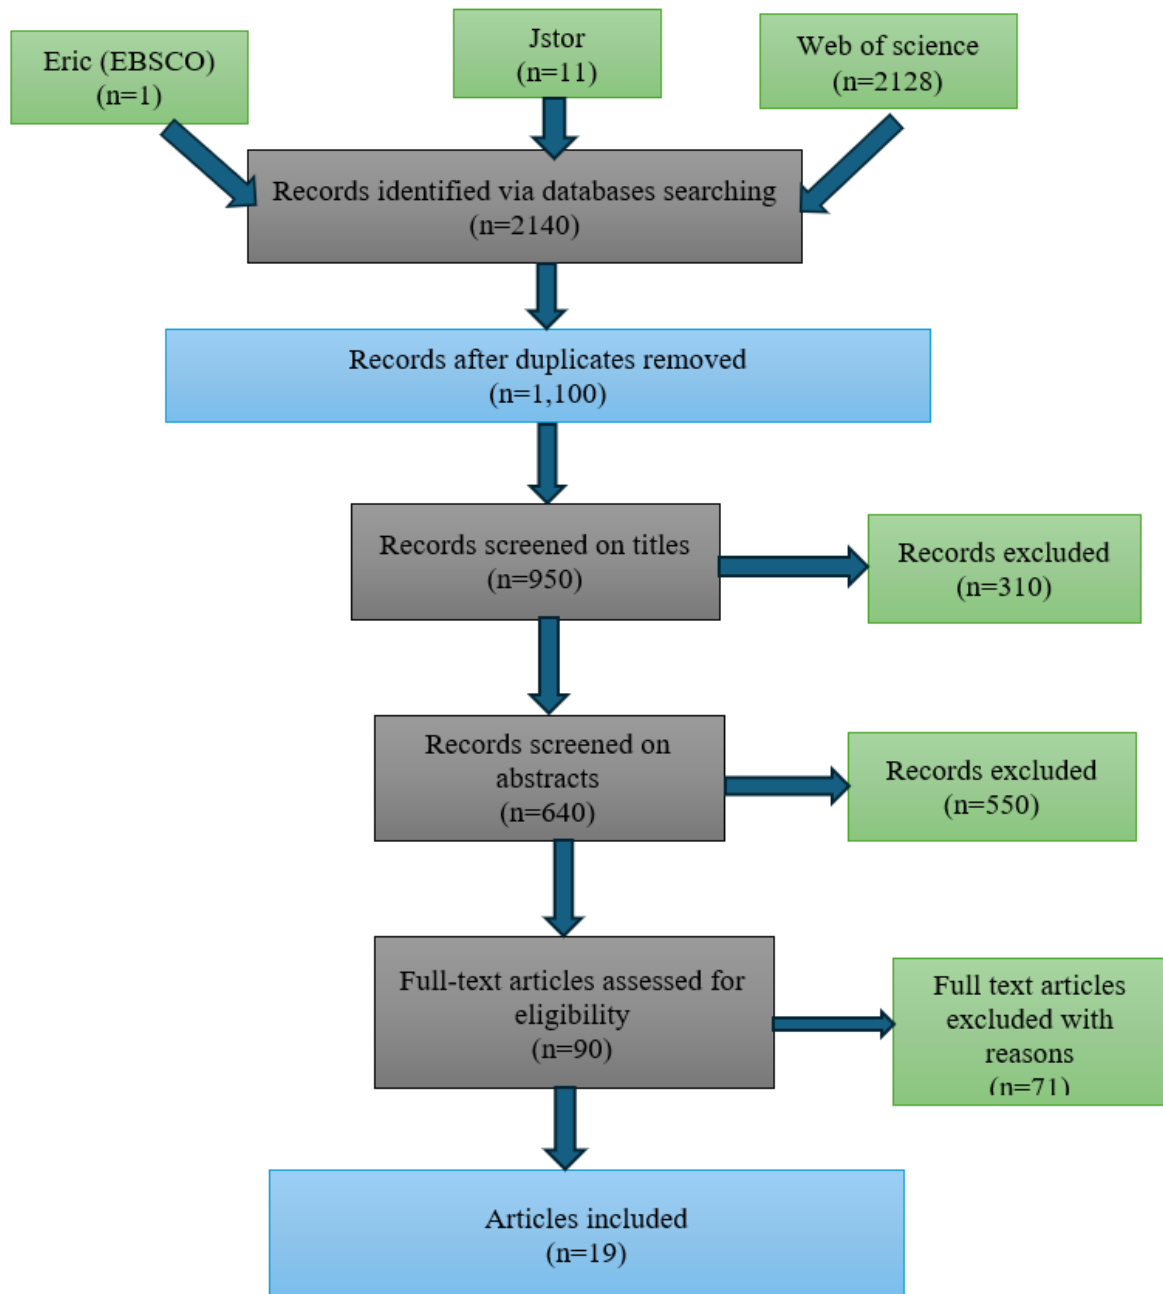 Eric (EBSCO)
(n=1)
Jstor
(n=11)
Web of science
(n=2128)
Records identified via databases searching
(n=2140)
Records after duplicates removed
(n=1,100)
Records screened on titles
(n=950)
Records excluded
(n=310)
Records screened on
abstracts
(n=640)
Records excluded
(n=550)
Full-text articles assessed for
eligibility
(n=90)
Full text articles
excluded with
reasons
(n=71)
Articles included
(n=19)